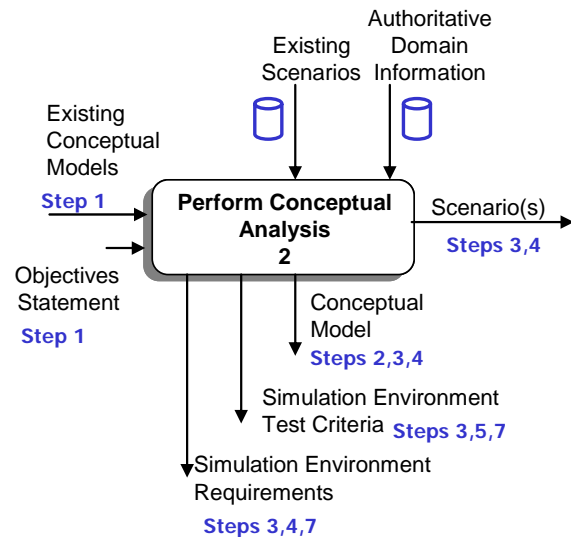 Existing
Scenarios
Authoritative
Domain
Information
Existing
Conceptual
Models
Step 1
Perform Conceptual
Analysis
2
Scenario(s)
Steps 3,4
Objectives
Statement
Step 1
Conceptual
Model
Steps 2,3,4
Simulation Environment
Test Criteria Steps 3,5,7
Simulation Environment
Requirements
Steps 3,4,7